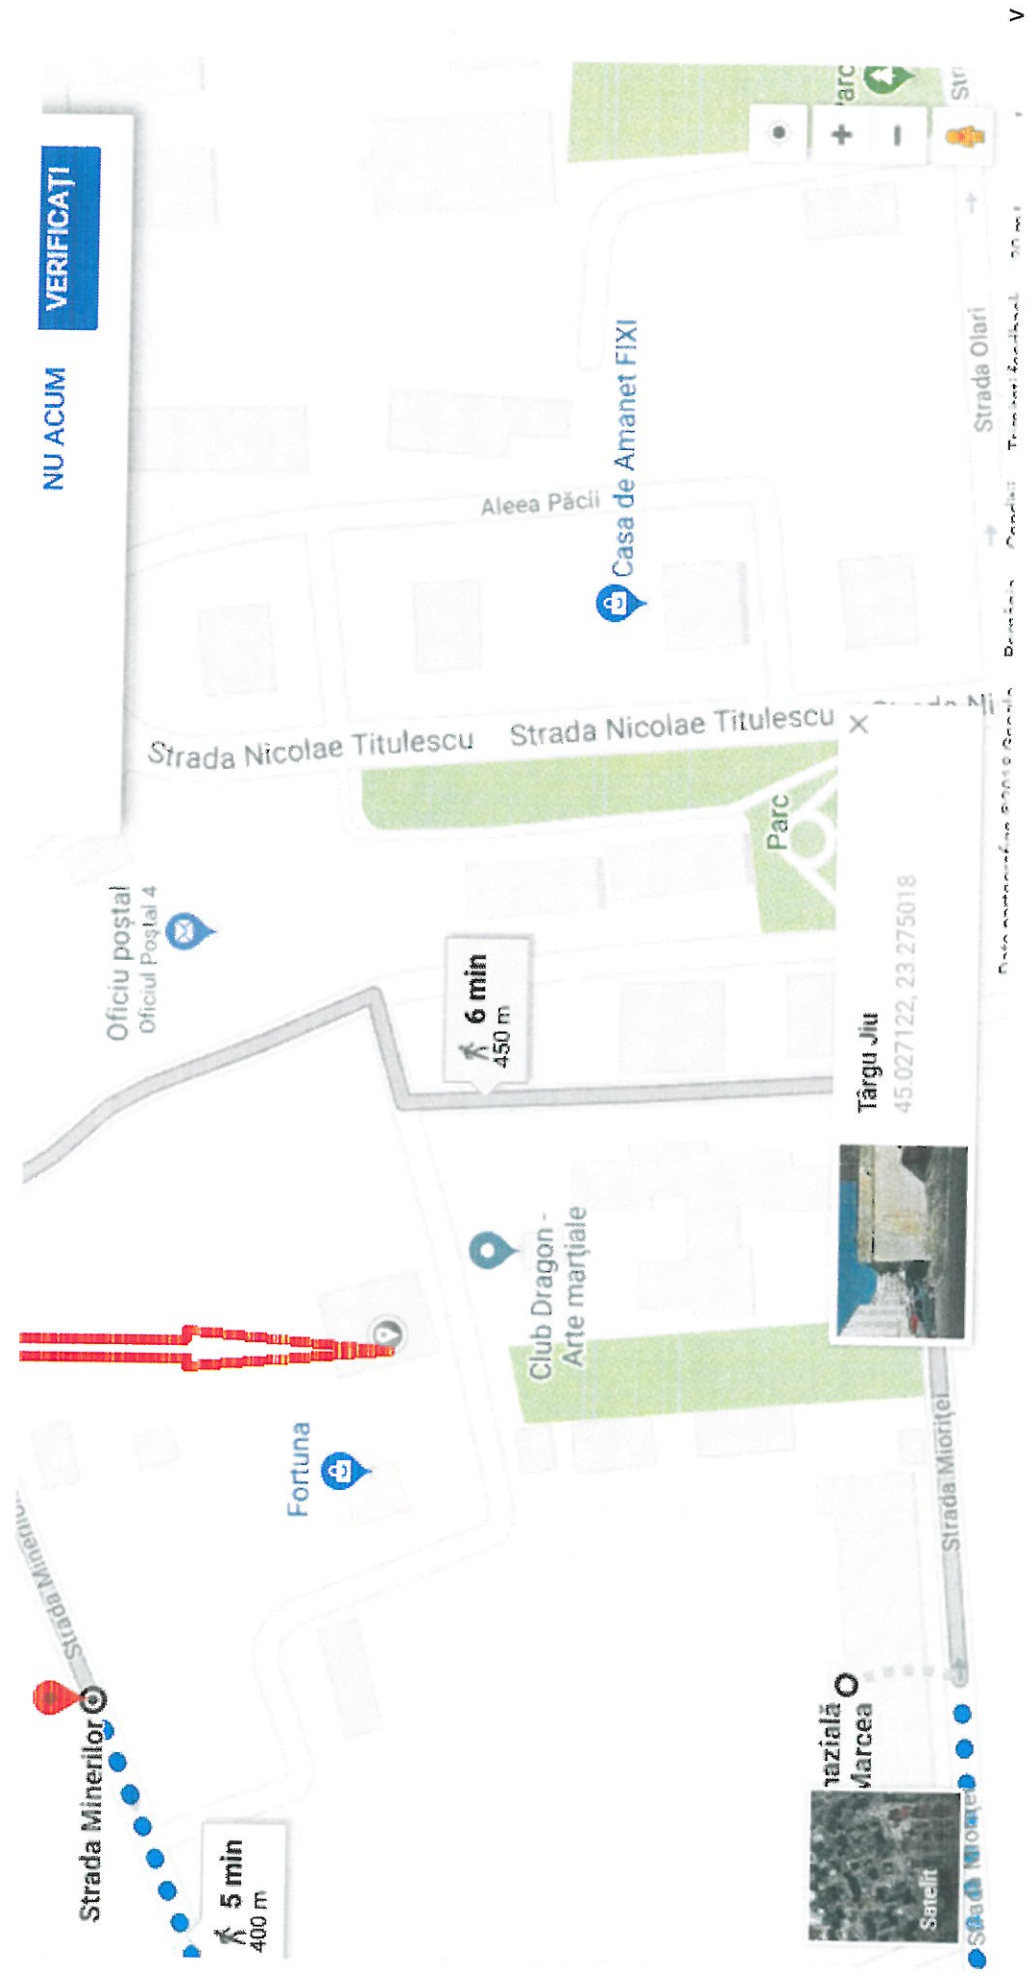 NU ACUM VERIFICAȚI
Oficiu poștal
Oficiul Poștal 4
Strada Nicolae Titulescu
Strada Nicolae Titulescu
Aleea Păcii
Casa de Amanet FIXI
Parc
Strada Olari
6 min
450 m
Club Dragon -
Arte marțiale
Fortuna
Strada Minerilor
5 min
400 m
Târgu Jiu
45.027122, 23.275018
Strada Mioriței
Satelit